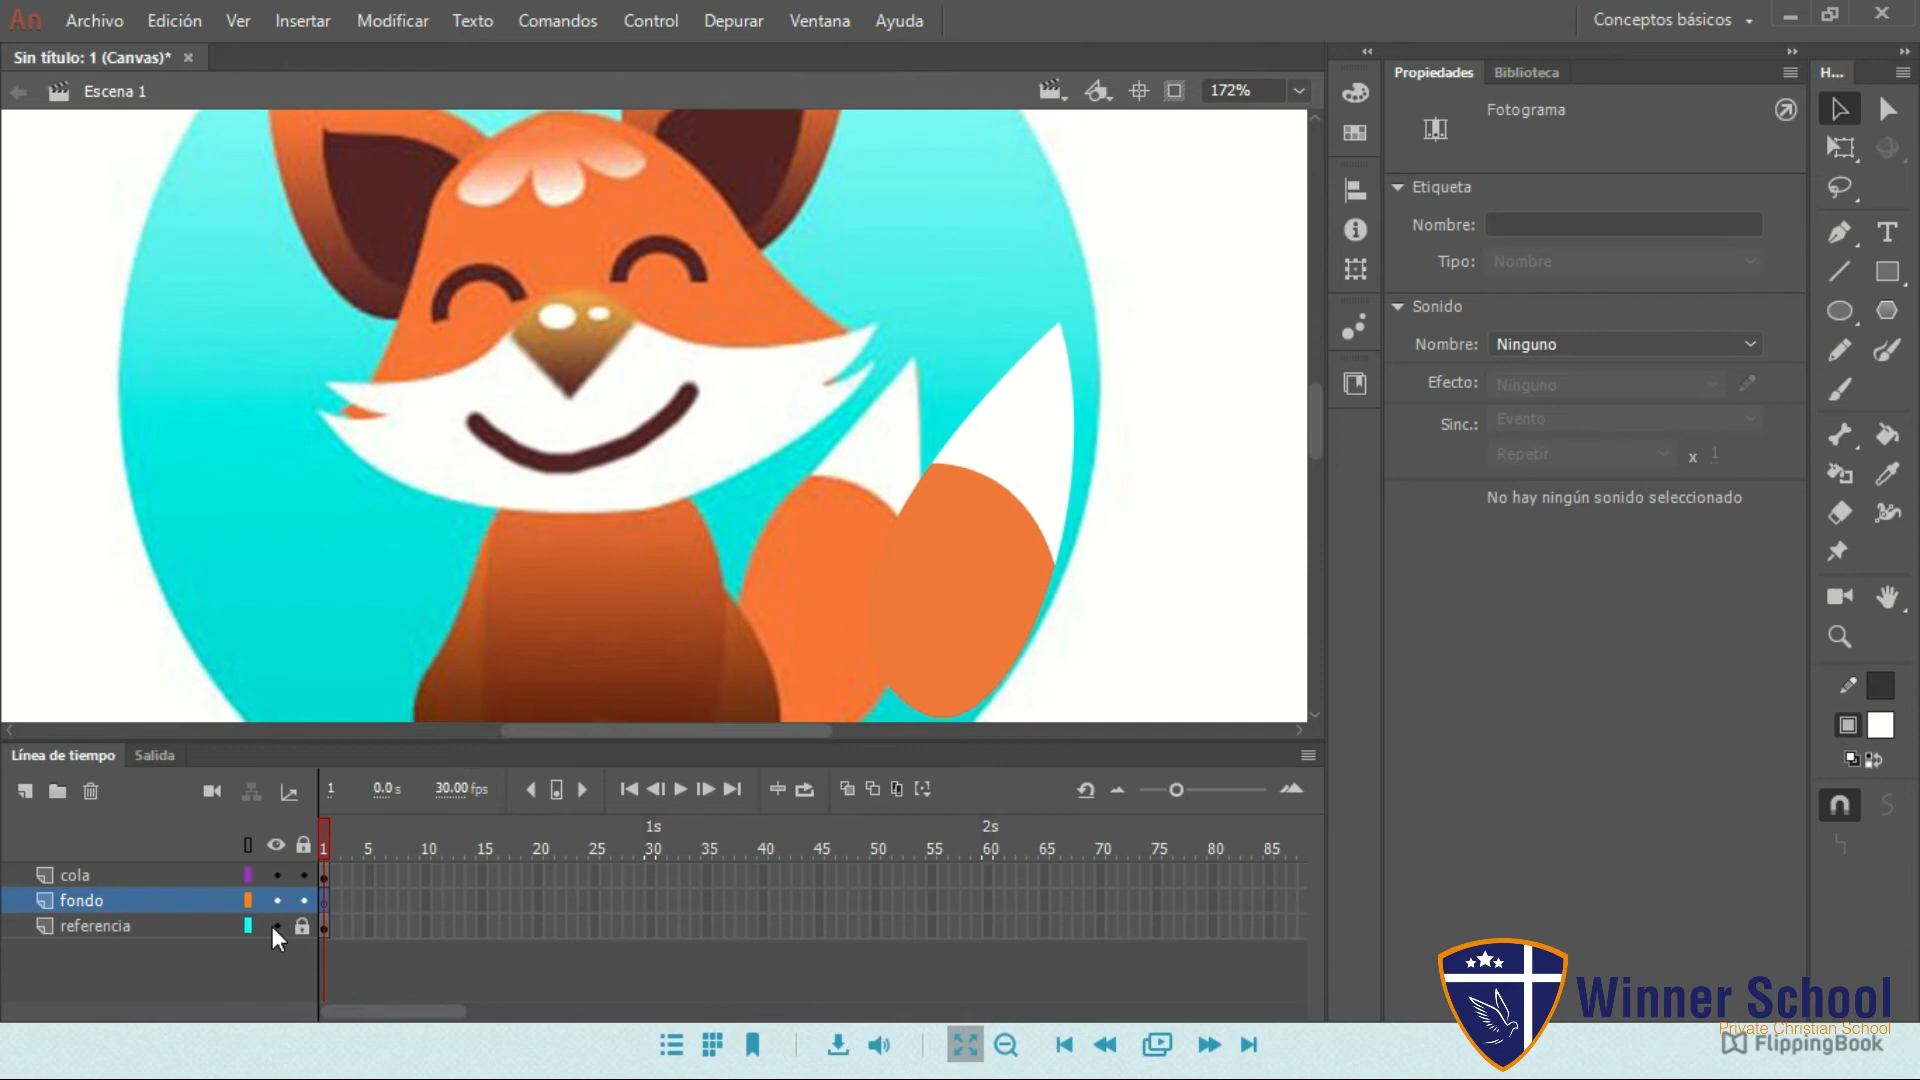 An Archivo Edición Ver Insertar Modificar Texto Comandos Control Depurar Ventana Ayuda Conceptos básicos
Sin título: 1 (Canvas)*
Escena 1 172%
Propiedades Biblioteca H...
Fotograma
Etiqueta
Nombre:
Tipo: Nombre
Sonido
Nombre: Ninguno
Efecto: Ninguno
Sinc.: Evento
Repetir x 1
No hay ningún sonido seleccionado
Línea de tiempo Salida
1 0.0 s 30.00 fps
1s 2s
1 5 10 15 20 25 30 35 40 45 50 55 60 65 70 75 80 85
cola
fondo
referencia
Winner School
Private Christian School
FlippingBook